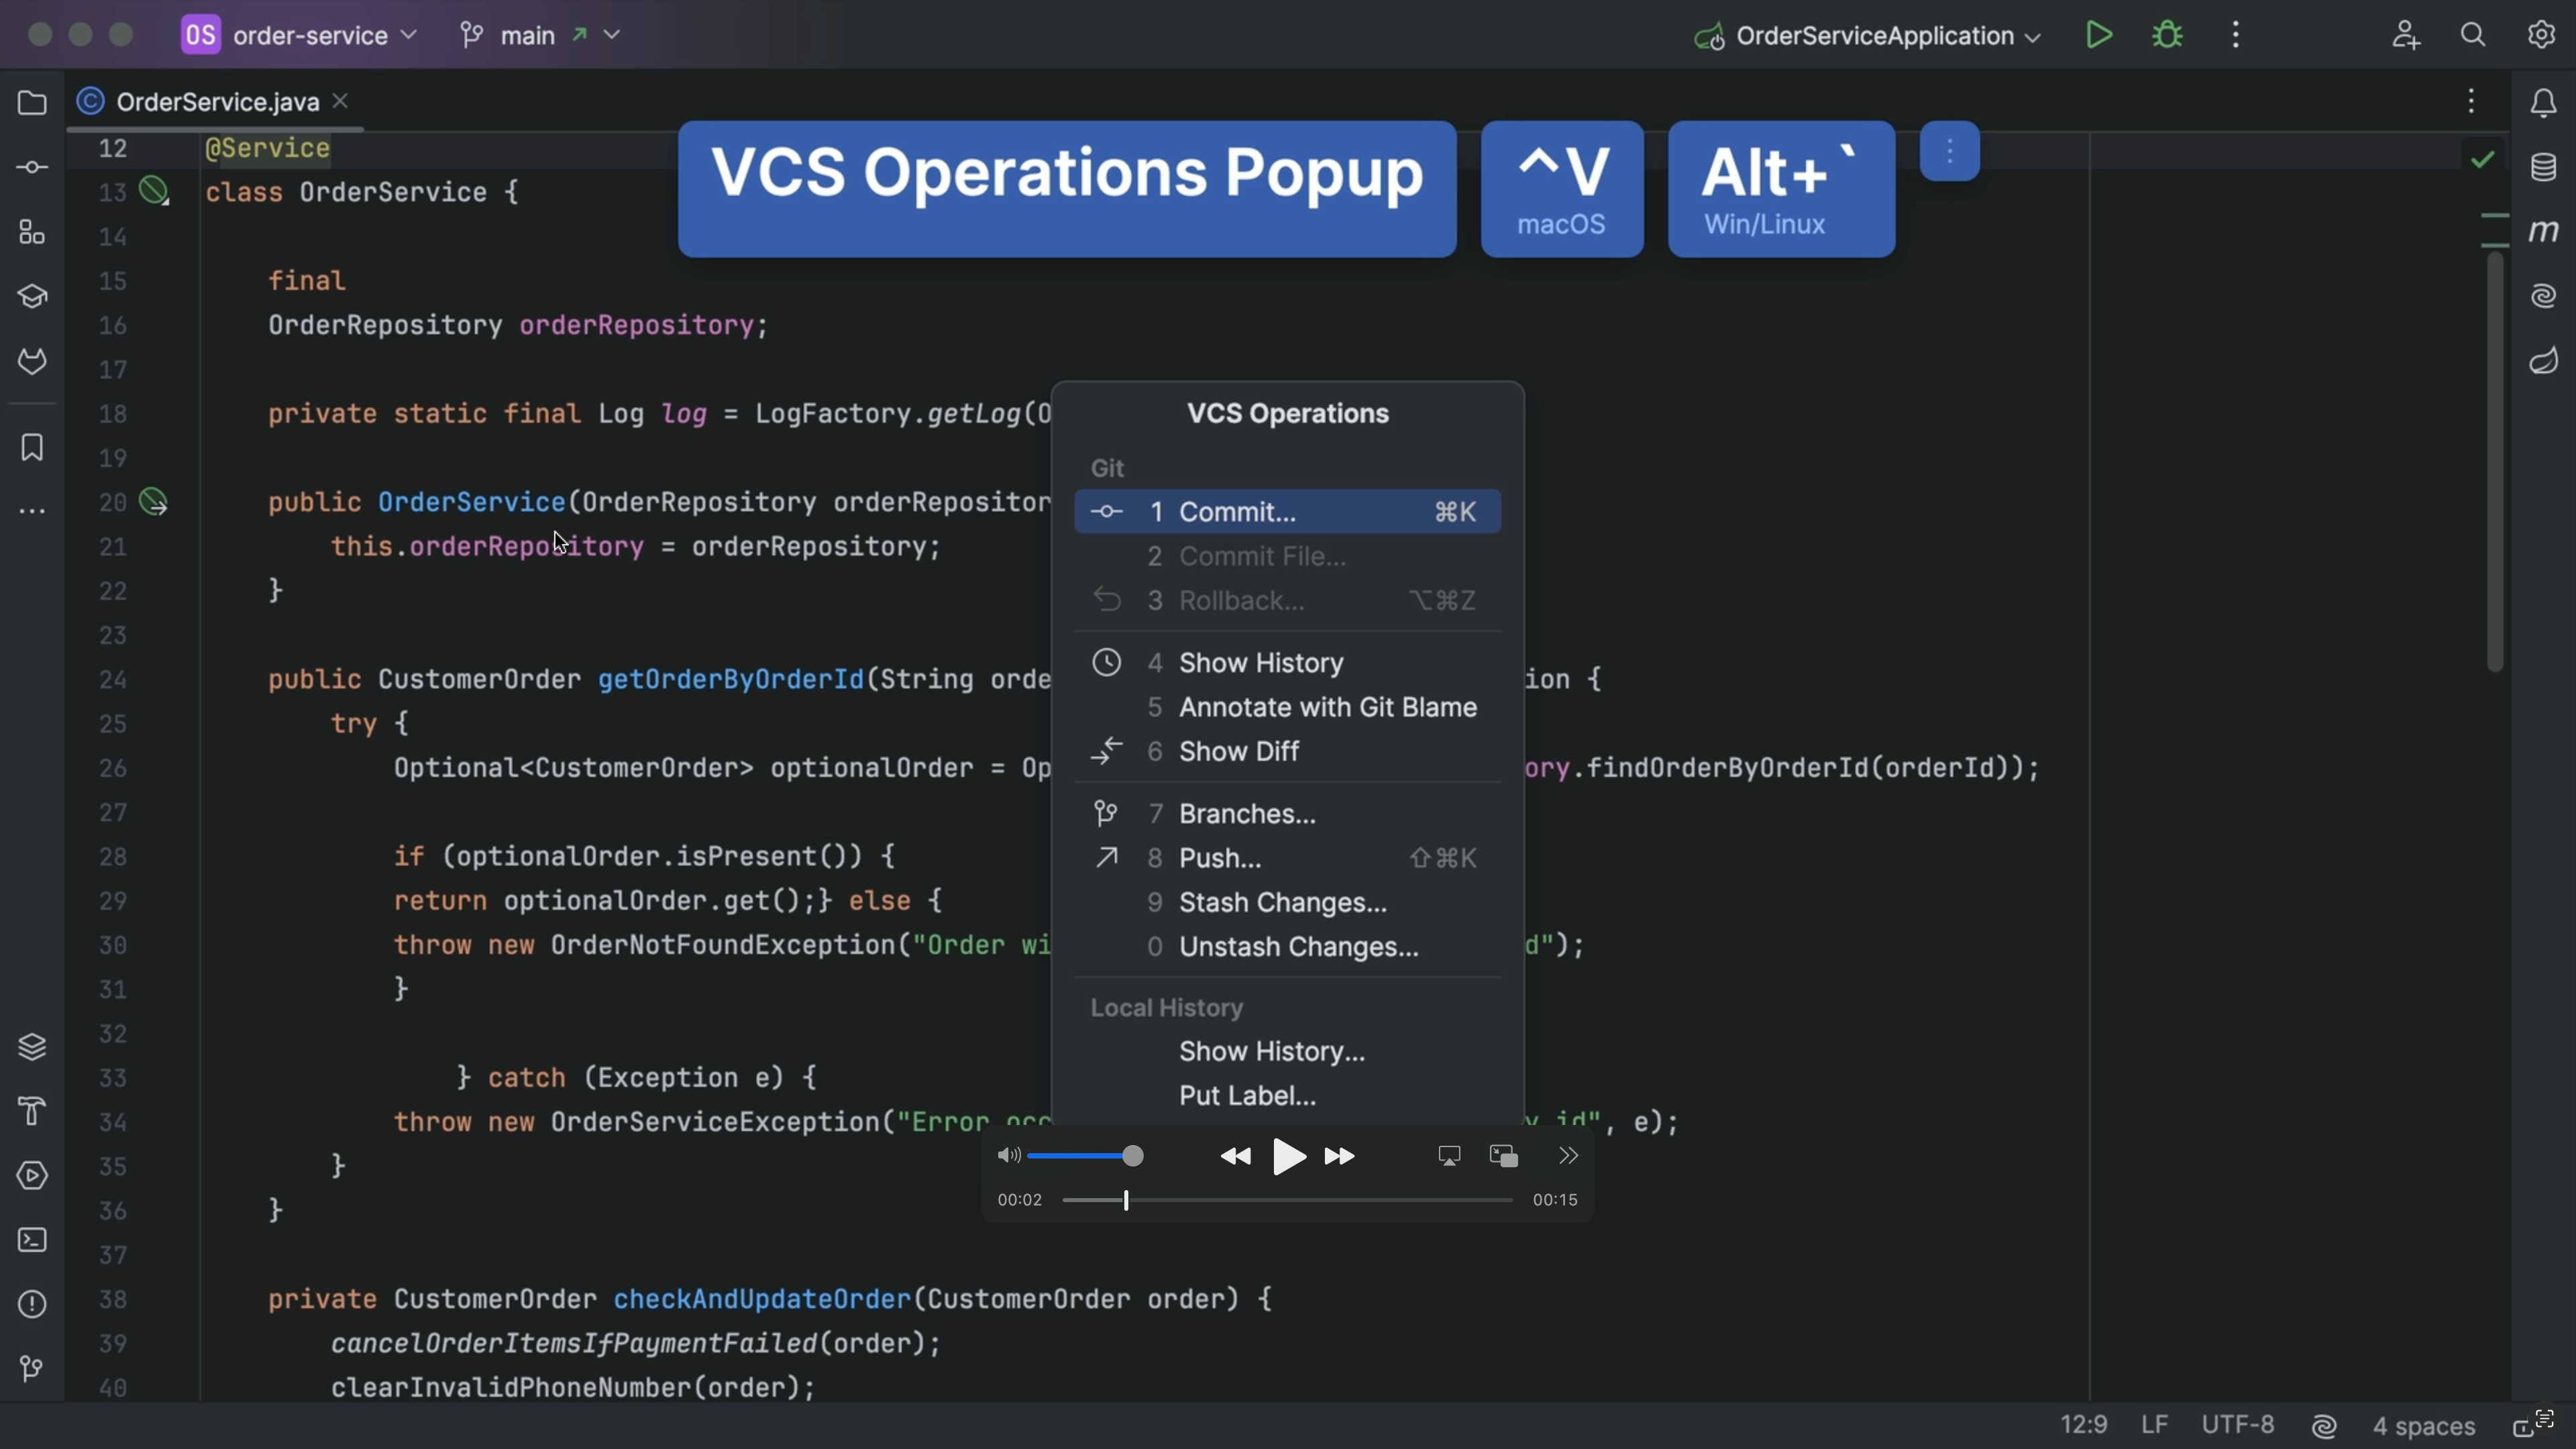 OS order-service main OrderServiceApplication
OrderService.java
VCS Operations Popup ^V Alt+`
macOS Win/Linux
12 @Service
13 class OrderService {
14
15 final
16 OrderRepository orderRepository;
17
18 private static final Log log = LogFactory.getLog(O
19
20 public OrderService(OrderRepository orderRepositor
21 this.orderRepository = orderRepository;
22 }
23
24 public CustomerOrder getOrderByOrderId(String orde ion {
25 try {
26 Optional<CustomerOrder> optionalOrder = Op ory.findOrderByOrderId(orderId));
27
28 if (optionalOrder.isPresent()) {
29 return optionalOrder.get();} else {
30 throw new OrderNotFoundException("Order wi d");
31 }
32
33 } catch (Exception e) {
34 throw new OrderServiceException("Error occ y id", e);
35 }
36 }
37
38 private CustomerOrder checkAndUpdateOrder(CustomerOrder order) {
39 cancelOrderItemsIfPaymentFailed(order);
40 clearInvalidPhoneNumber(order);
VCS Operations
Git
1 Commit... ⌘K
2 Commit File...
3 Rollback... ⌥⌘Z
4 Show History
5 Annotate with Git Blame
6 Show Diff
7 Branches...
8 Push... ⇧⌘K
9 Stash Changes...
0 Unstash Changes...
Local History
Show History...
Put Label...
00:02 00:15
12:9 LF UTF-8 4 spaces